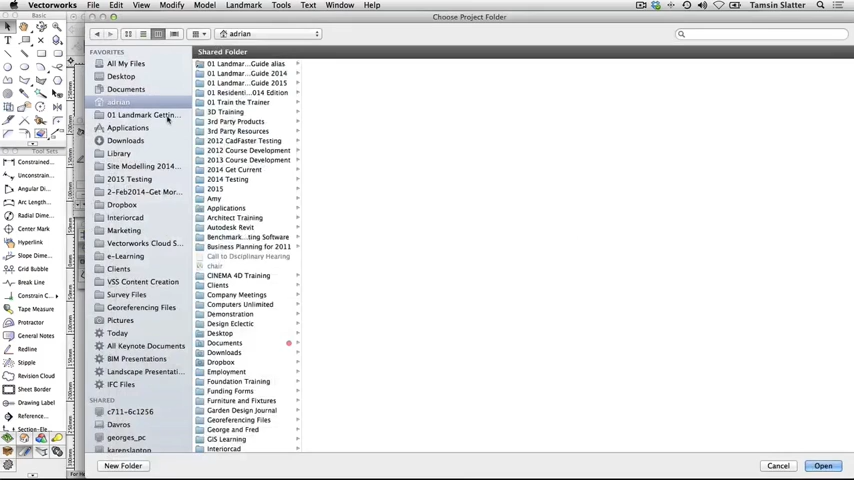 Vectorworks File Edit View Modify Model Landmark Tools Text Window Help Tamsin Slatter
Basic
Choose Project Folder
adrian
FAVORITES
All My Files
Desktop
Documents
adrian
01 Landmark Gettin...
Applications
Downloads
Library
Site Modelling 2014...
2015 Testing
2-Feb2014-Get Mor...
Dropbox
Interiorcad
Marketing
Vectorworks Cloud S...
e-Learning
Clients
VSS Content Creation
Survey Files
Georeferencing Files
Pictures
Today
All Keynote Documents
BIM Presentations
Landscape Presentati...
IFC Files
SHARED
c711-6c1256
Davros
georges_pc
karenslaptop
Shared Folder
01 Landmar...Guide alias
01 Landmar...Guide 2014
01 Landmar...Guide 2015
01 Residenti...014 Edition
01 Train the Trainer
3D Training
3rd Party Products
3rd Party Resources
2012 CadFaster Testing
2012 Course Development
2013 Course Development
2014 Get Current
2014 Testing
2015
Amy
Applications
Architect Training
Autodesk Revit
Benchmark...ting Software
Business Planning for 2011
Call to Dsciplinary Hearing
chair
CINEMA 4D Training
Clients
Company Meetings
Computers Unlimited
Demonstration
Design Eclectic
Desktop
Documents
Downloads
Dropbox
Employment
Foundation Training
Funding Forms
Furniture and Fixtures
Garden Design Journal
Georeferencing Files
George and Fred
GIS Learning
Interiorcad
Tool Sets
Constrained...
Unconstrain...
Angular Di...
Arc Length...
Radial Dime...
Center Mark
Hyperlink
Slope Dime...
Grid Bubble
Break Line
Constrain C...
Tape Measure
Protractor
General Notes
Redline
Stipple
Revision Cloud
Sheet Border
Drawing Label
Reference...
Section-Ele...
New Folder
Cancel
Open